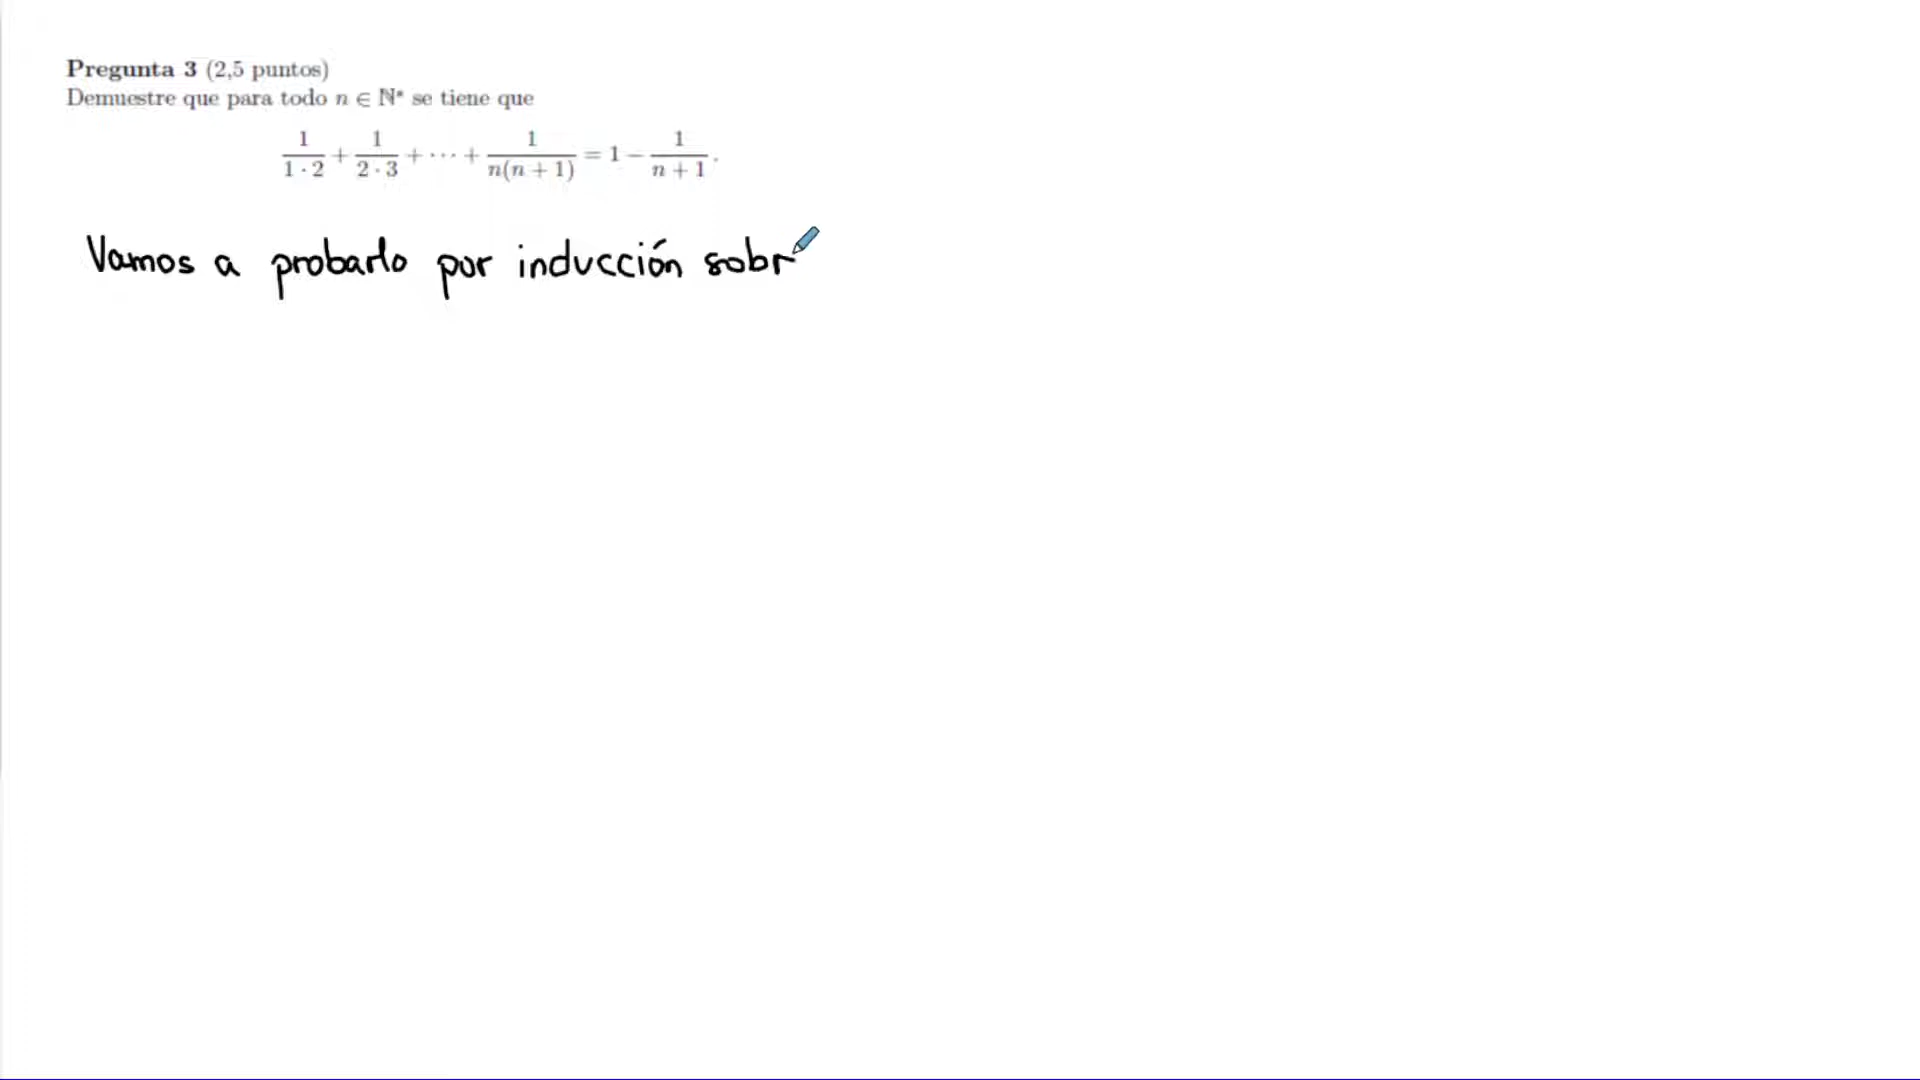 Pregunta 3 (2,5 puntos)
Demuestre que para todo n ∈ ℕ* se tiene que
1/(1 · 2) + 1/(2 · 3) + ··· + 1/(n(n + 1)) = 1 − 1/(n + 1).
Vamos a probarlo por inducción sobr